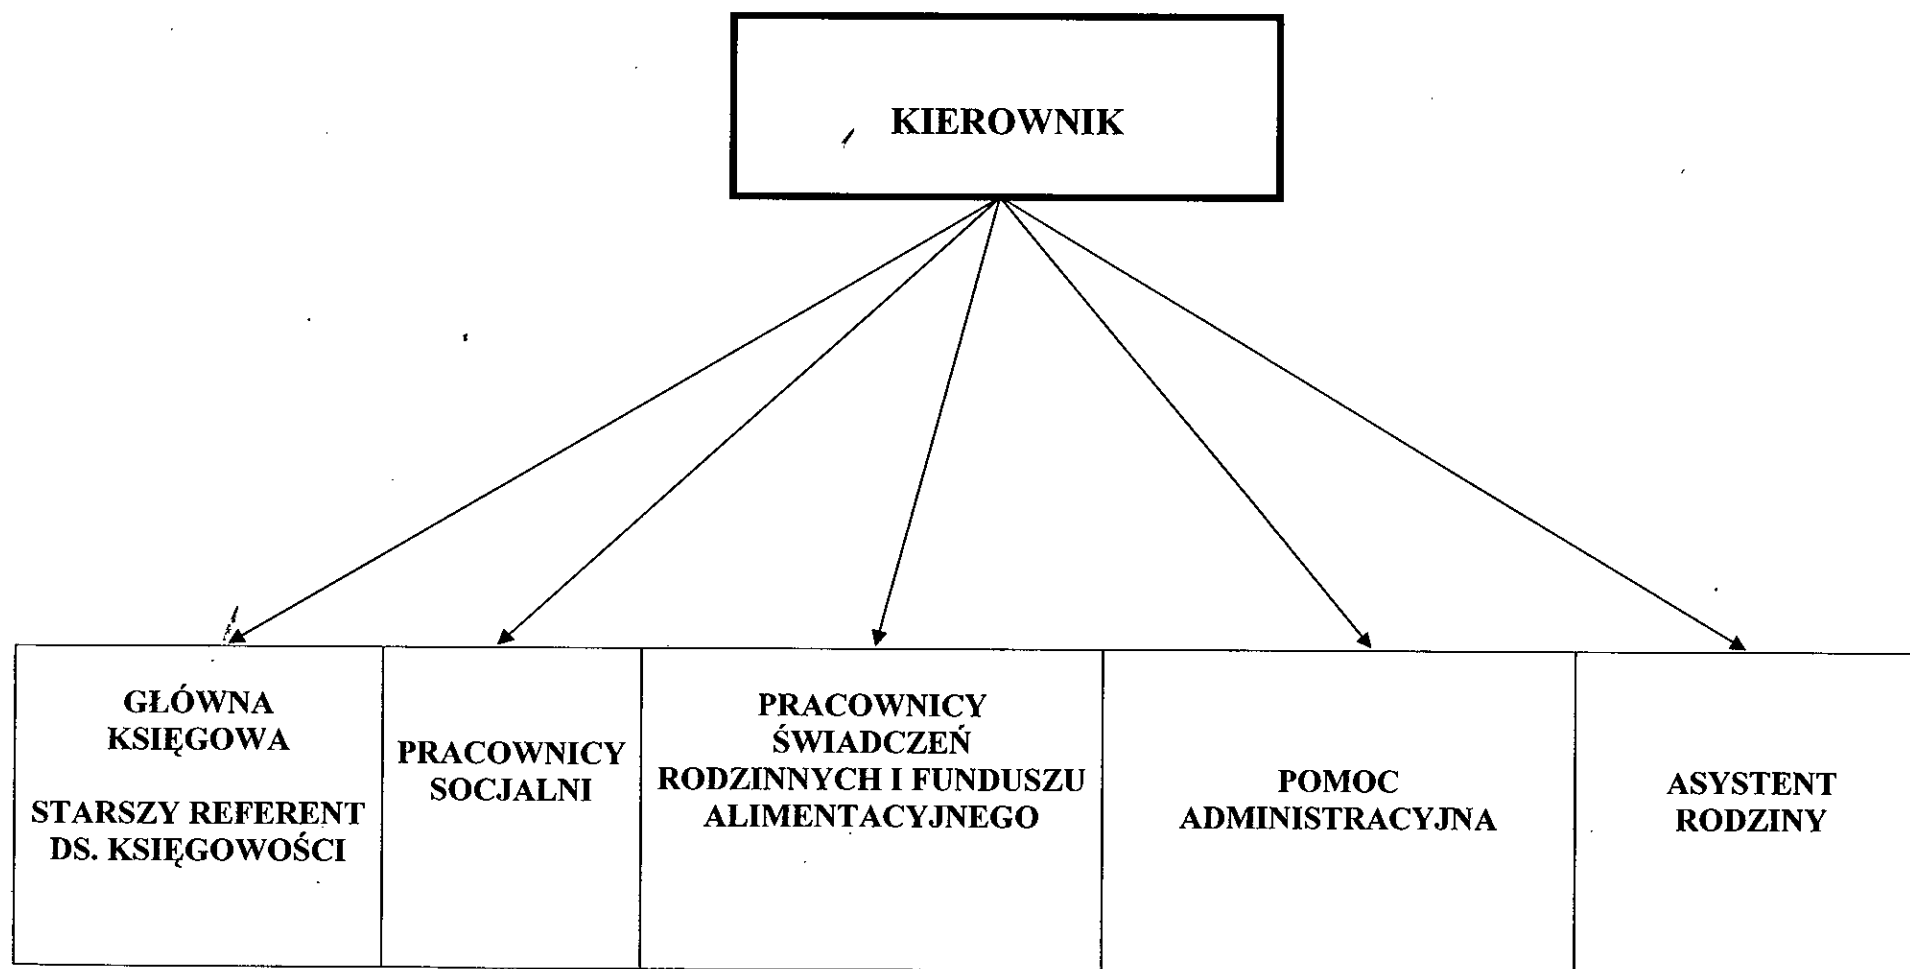 KIEROWNIK
GŁÓWNA
KSIĘGOWA
STARSZY REFERENT
DS. KSIĘGOWOŚCI
PRACOWNICY
SOCJALNI
PRACOWNICY
ŚWIADCZEŃ
RODZINNYCH I FUNDUSZU
ALIMENTACYJNEGO
POMOC
ADMINISTRACYJNA
ASYSTENT
RODZINY